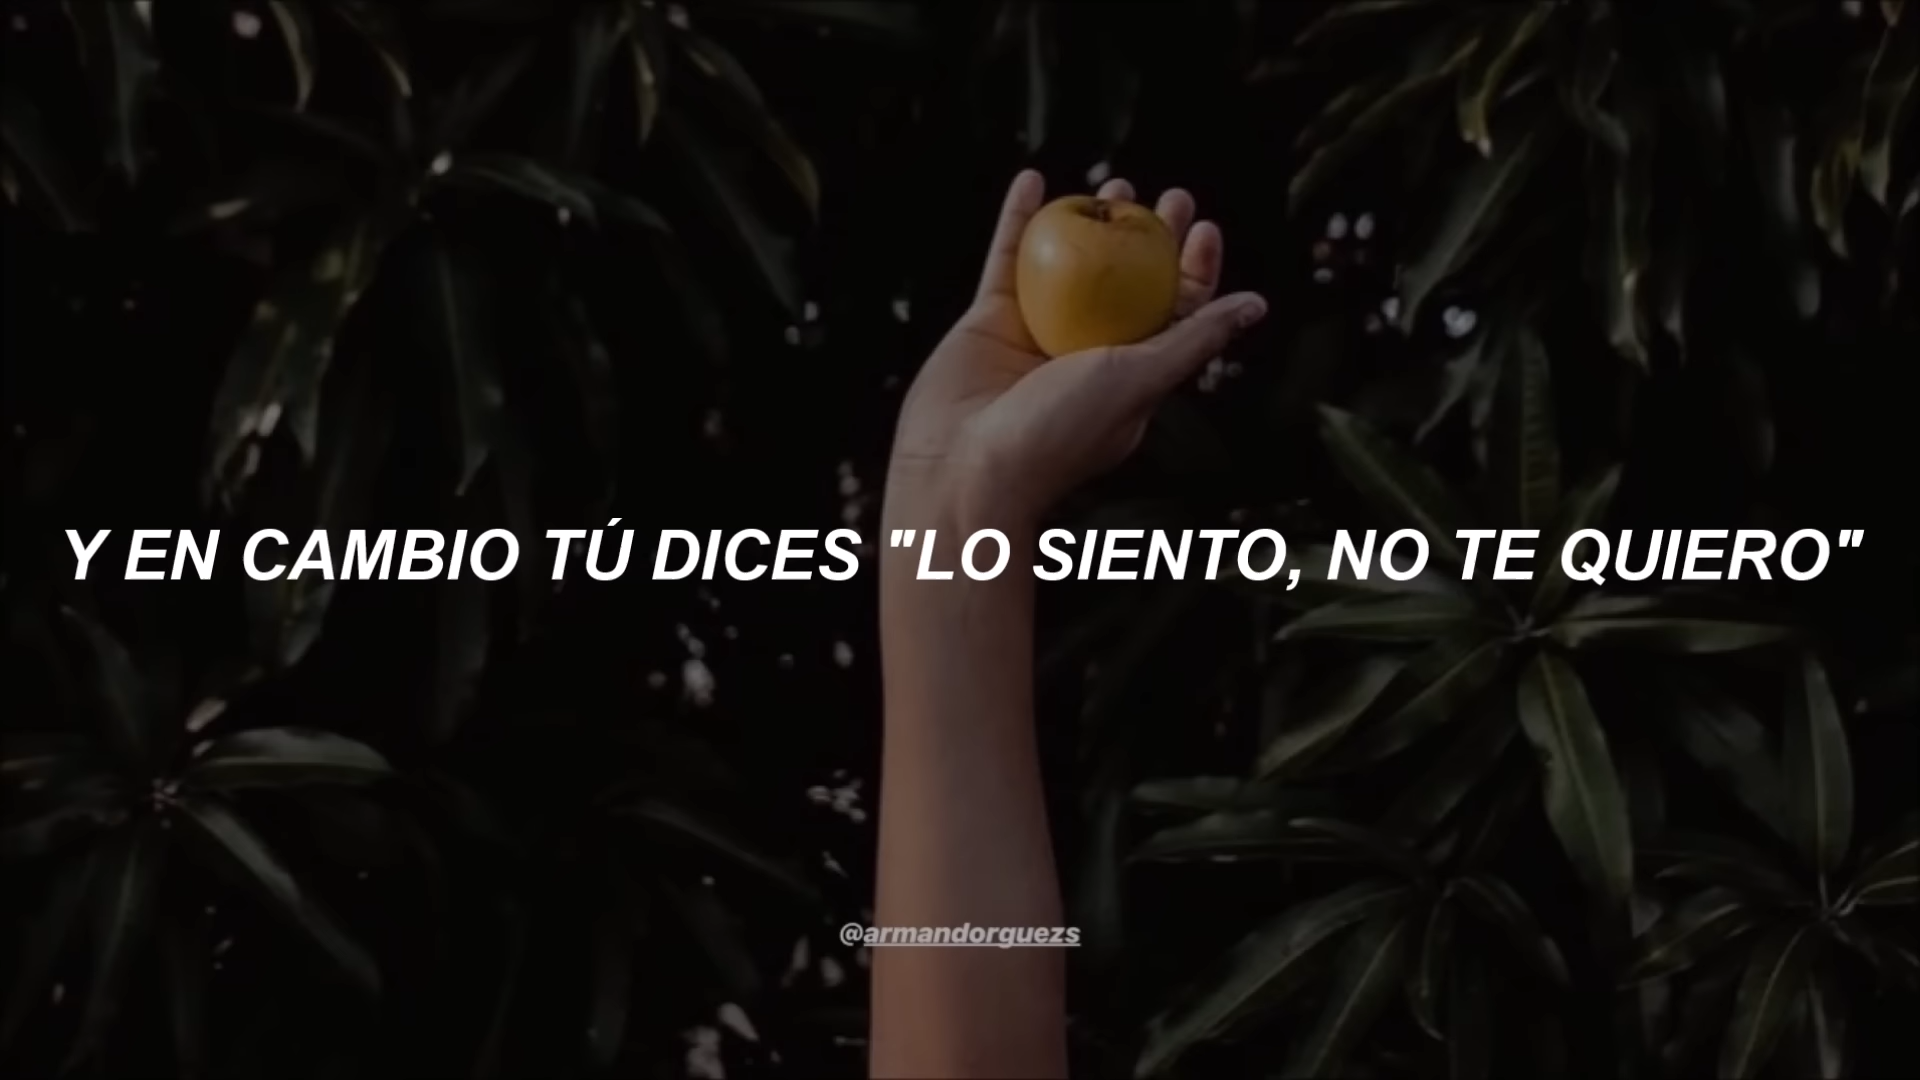 Y EN CAMBIO TÚ DICES "LO SIENTO, NO TE QUIERO"
@armandorguezs